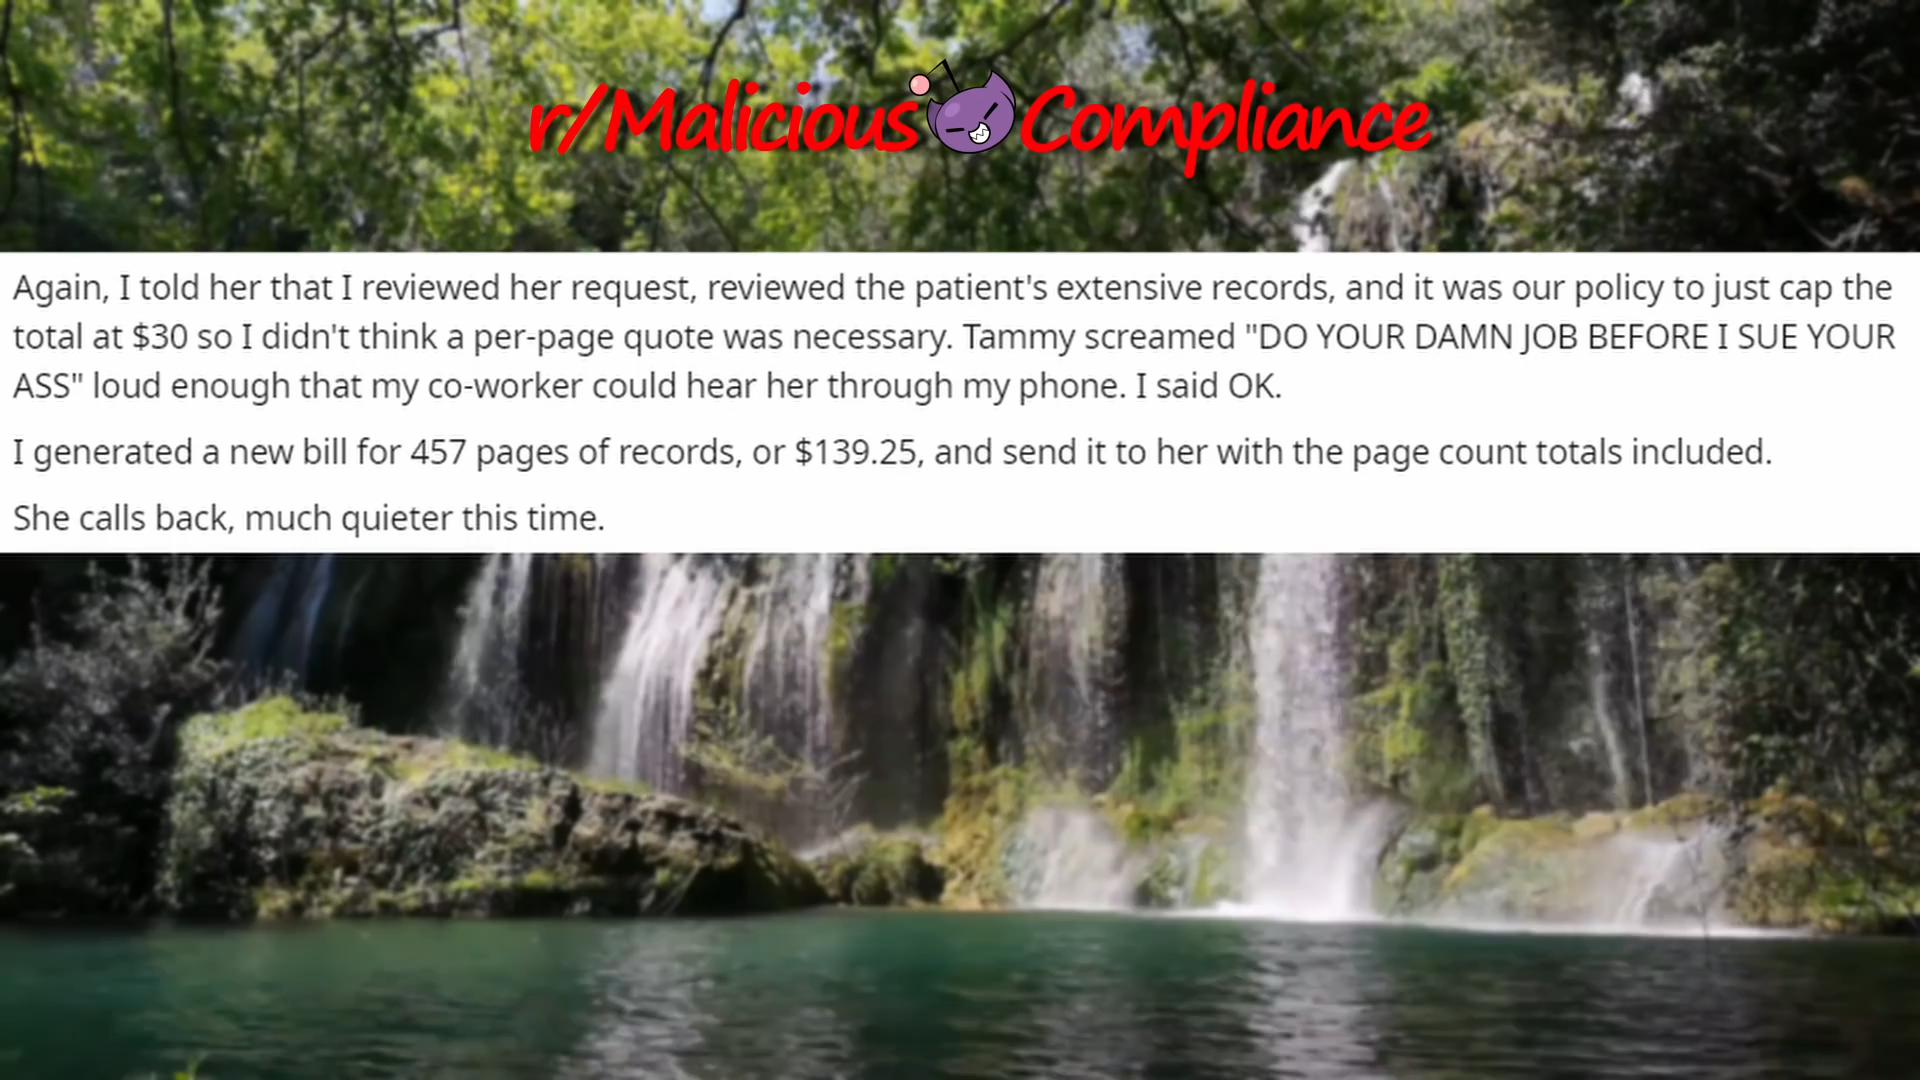 r/Malicious Compliance
Again, I told her that I reviewed her request, reviewed the patient's extensive records, and it was our policy to just cap the
total at $30 so I didn't think a per-page quote was necessary. Tammy screamed "DO YOUR DAMN JOB BEFORE I SUE YOUR
ASS" loud enough that my co-worker could hear her through my phone. I said OK.
I generated a new bill for 457 pages of records, or $139.25, and send it to her with the page count totals included.
She calls back, much quieter this time.